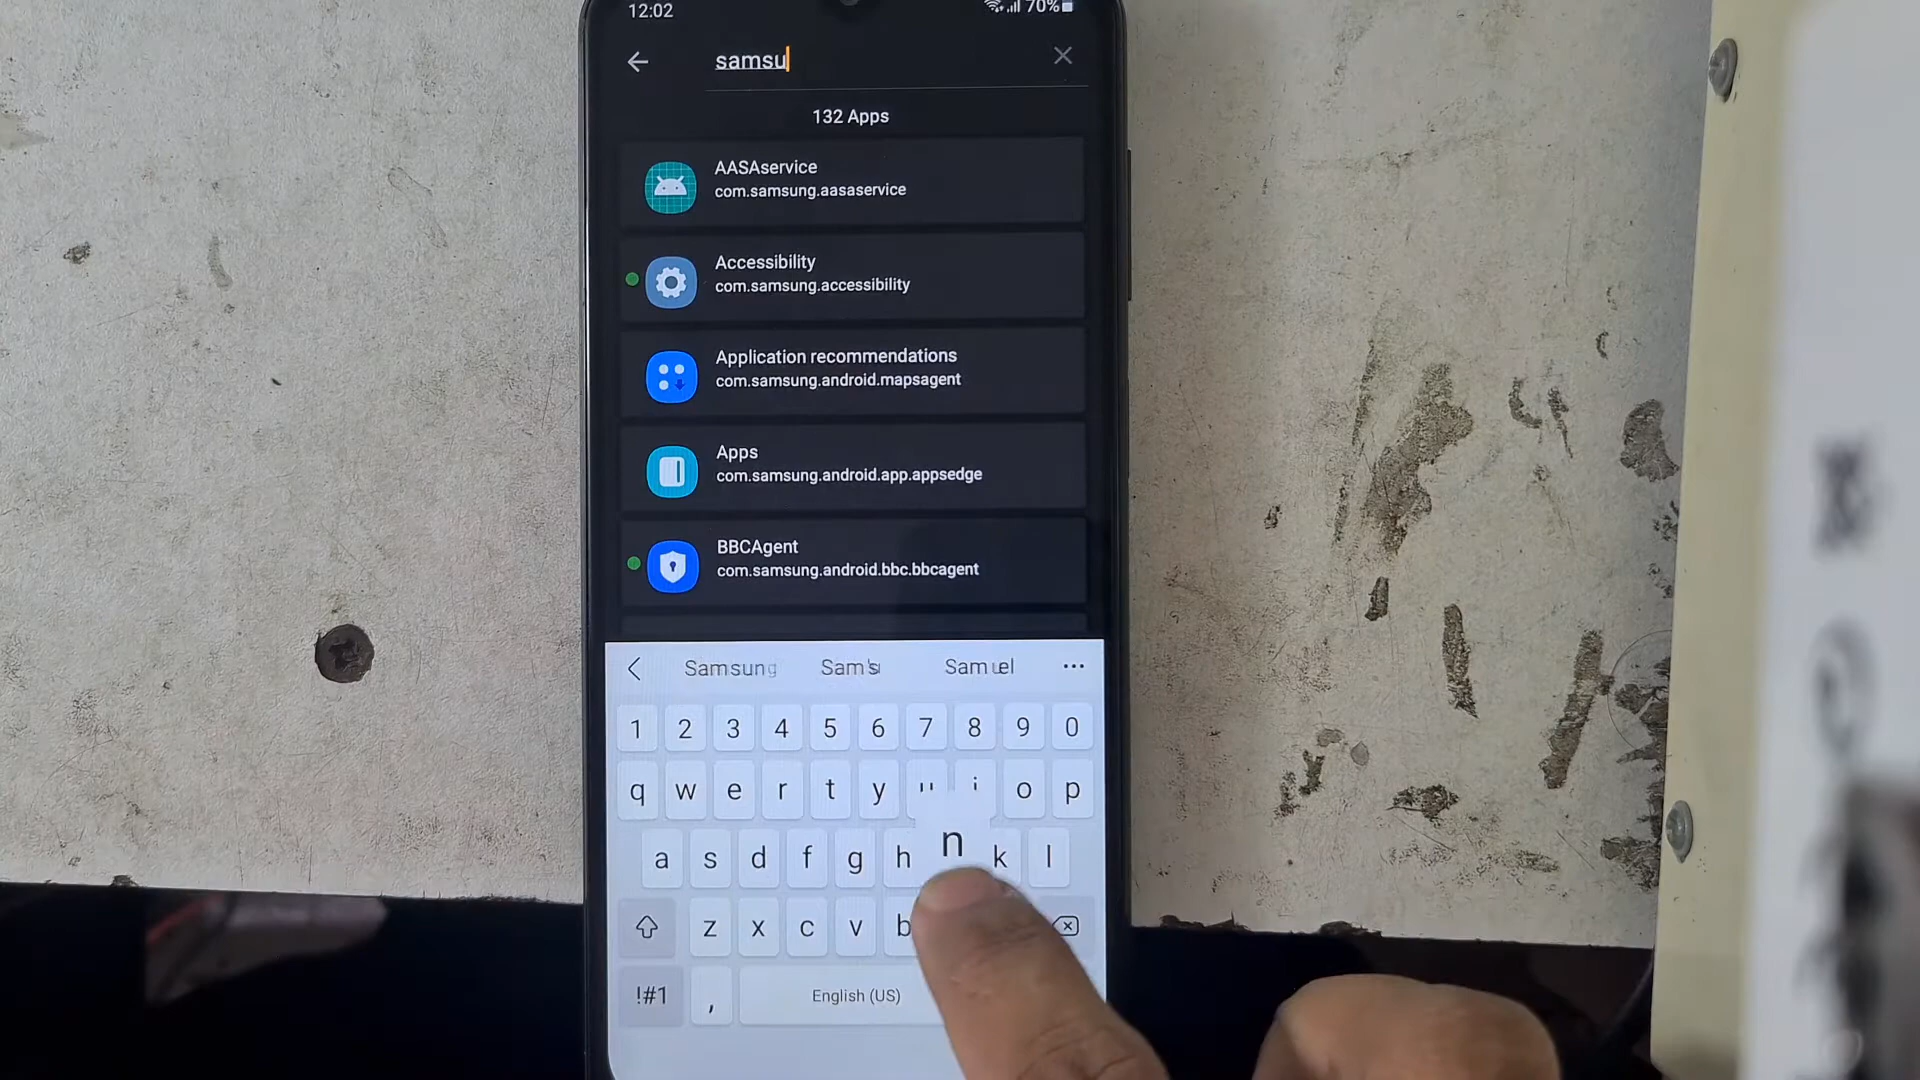 12:02
70%
samsu
132 Apps
AASAservice
com.samsung.aasaservice
Accessibility
com.samsung.accessibility
Application recommendations
com.samsung.android.mapsagent
Apps
com.samsung.android.app.appsedge
BBCAgent
com.samsung.android.bbc.bbcagent
Samsung Samuel
1 2 3 4 5 6 7 8 9 0
q w e r t y u i o p
a s d f g h n k l
z x c v b
!#1 , English (US)